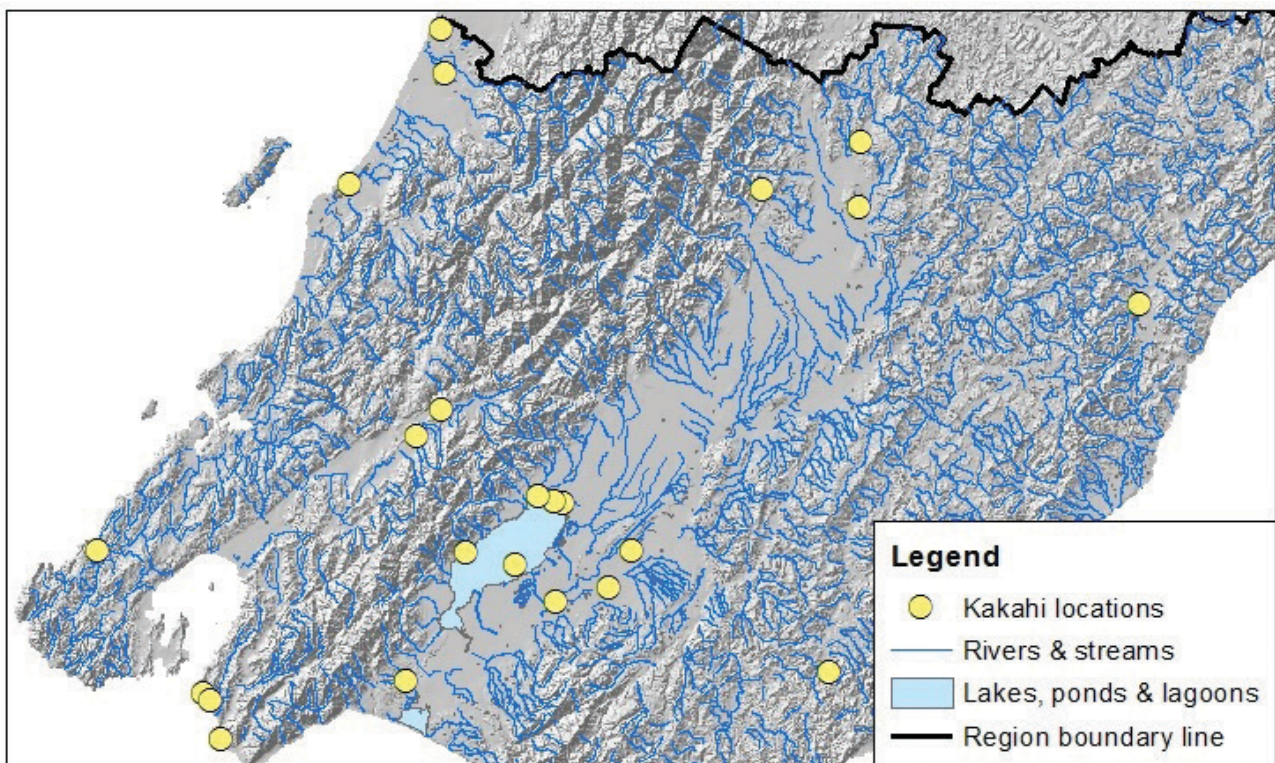 Legend
Kakahi locations
Rivers & streams
Lakes, ponds & lagoons
Region boundary line